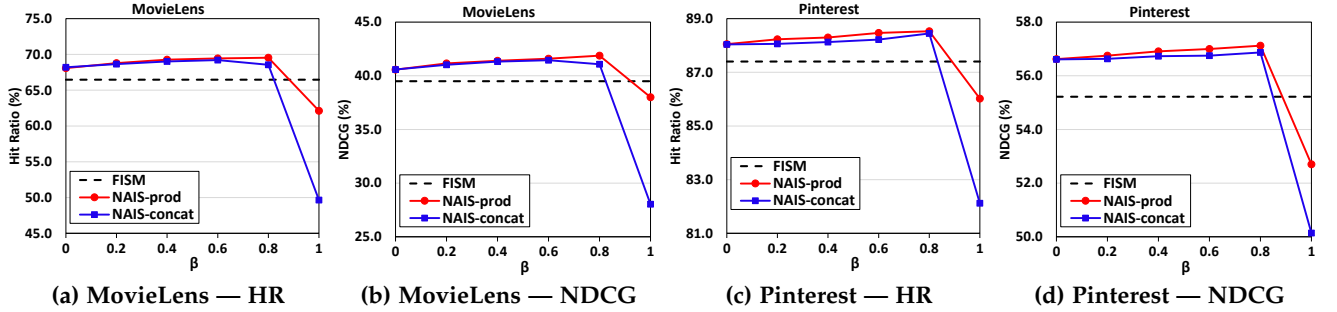 MovieLens
75.0
70.0
65.0
60.0
55.0
50.0
45.0
Hit Ratio (%)
FISM
NAIS-prod
NAIS-concat
0 0.2 0.4 0.6 0.8 1
β
(a) MovieLens — HR
MovieLens
45.0
40.0
35.0
30.0
25.0
NDCG (%)
FISM
NAIS-prod
NAIS-concat
0 0.2 0.4 0.6 0.8 1
β
(b) MovieLens — NDCG
Pinterest
89.0
87.0
85.0
83.0
81.0
Hit Ratio (%)
FISM
NAIS-prod
NAIS-concat
0 0.2 0.4 0.6 0.8 1
β
(c) Pinterest — HR
Pinterest
58.0
56.0
54.0
52.0
50.0
NDCG (%)
FISM
NAIS-prod
NAIS-concat
0 0.2 0.4 0.6 0.8 1
β
(d) Pinterest — NDCG